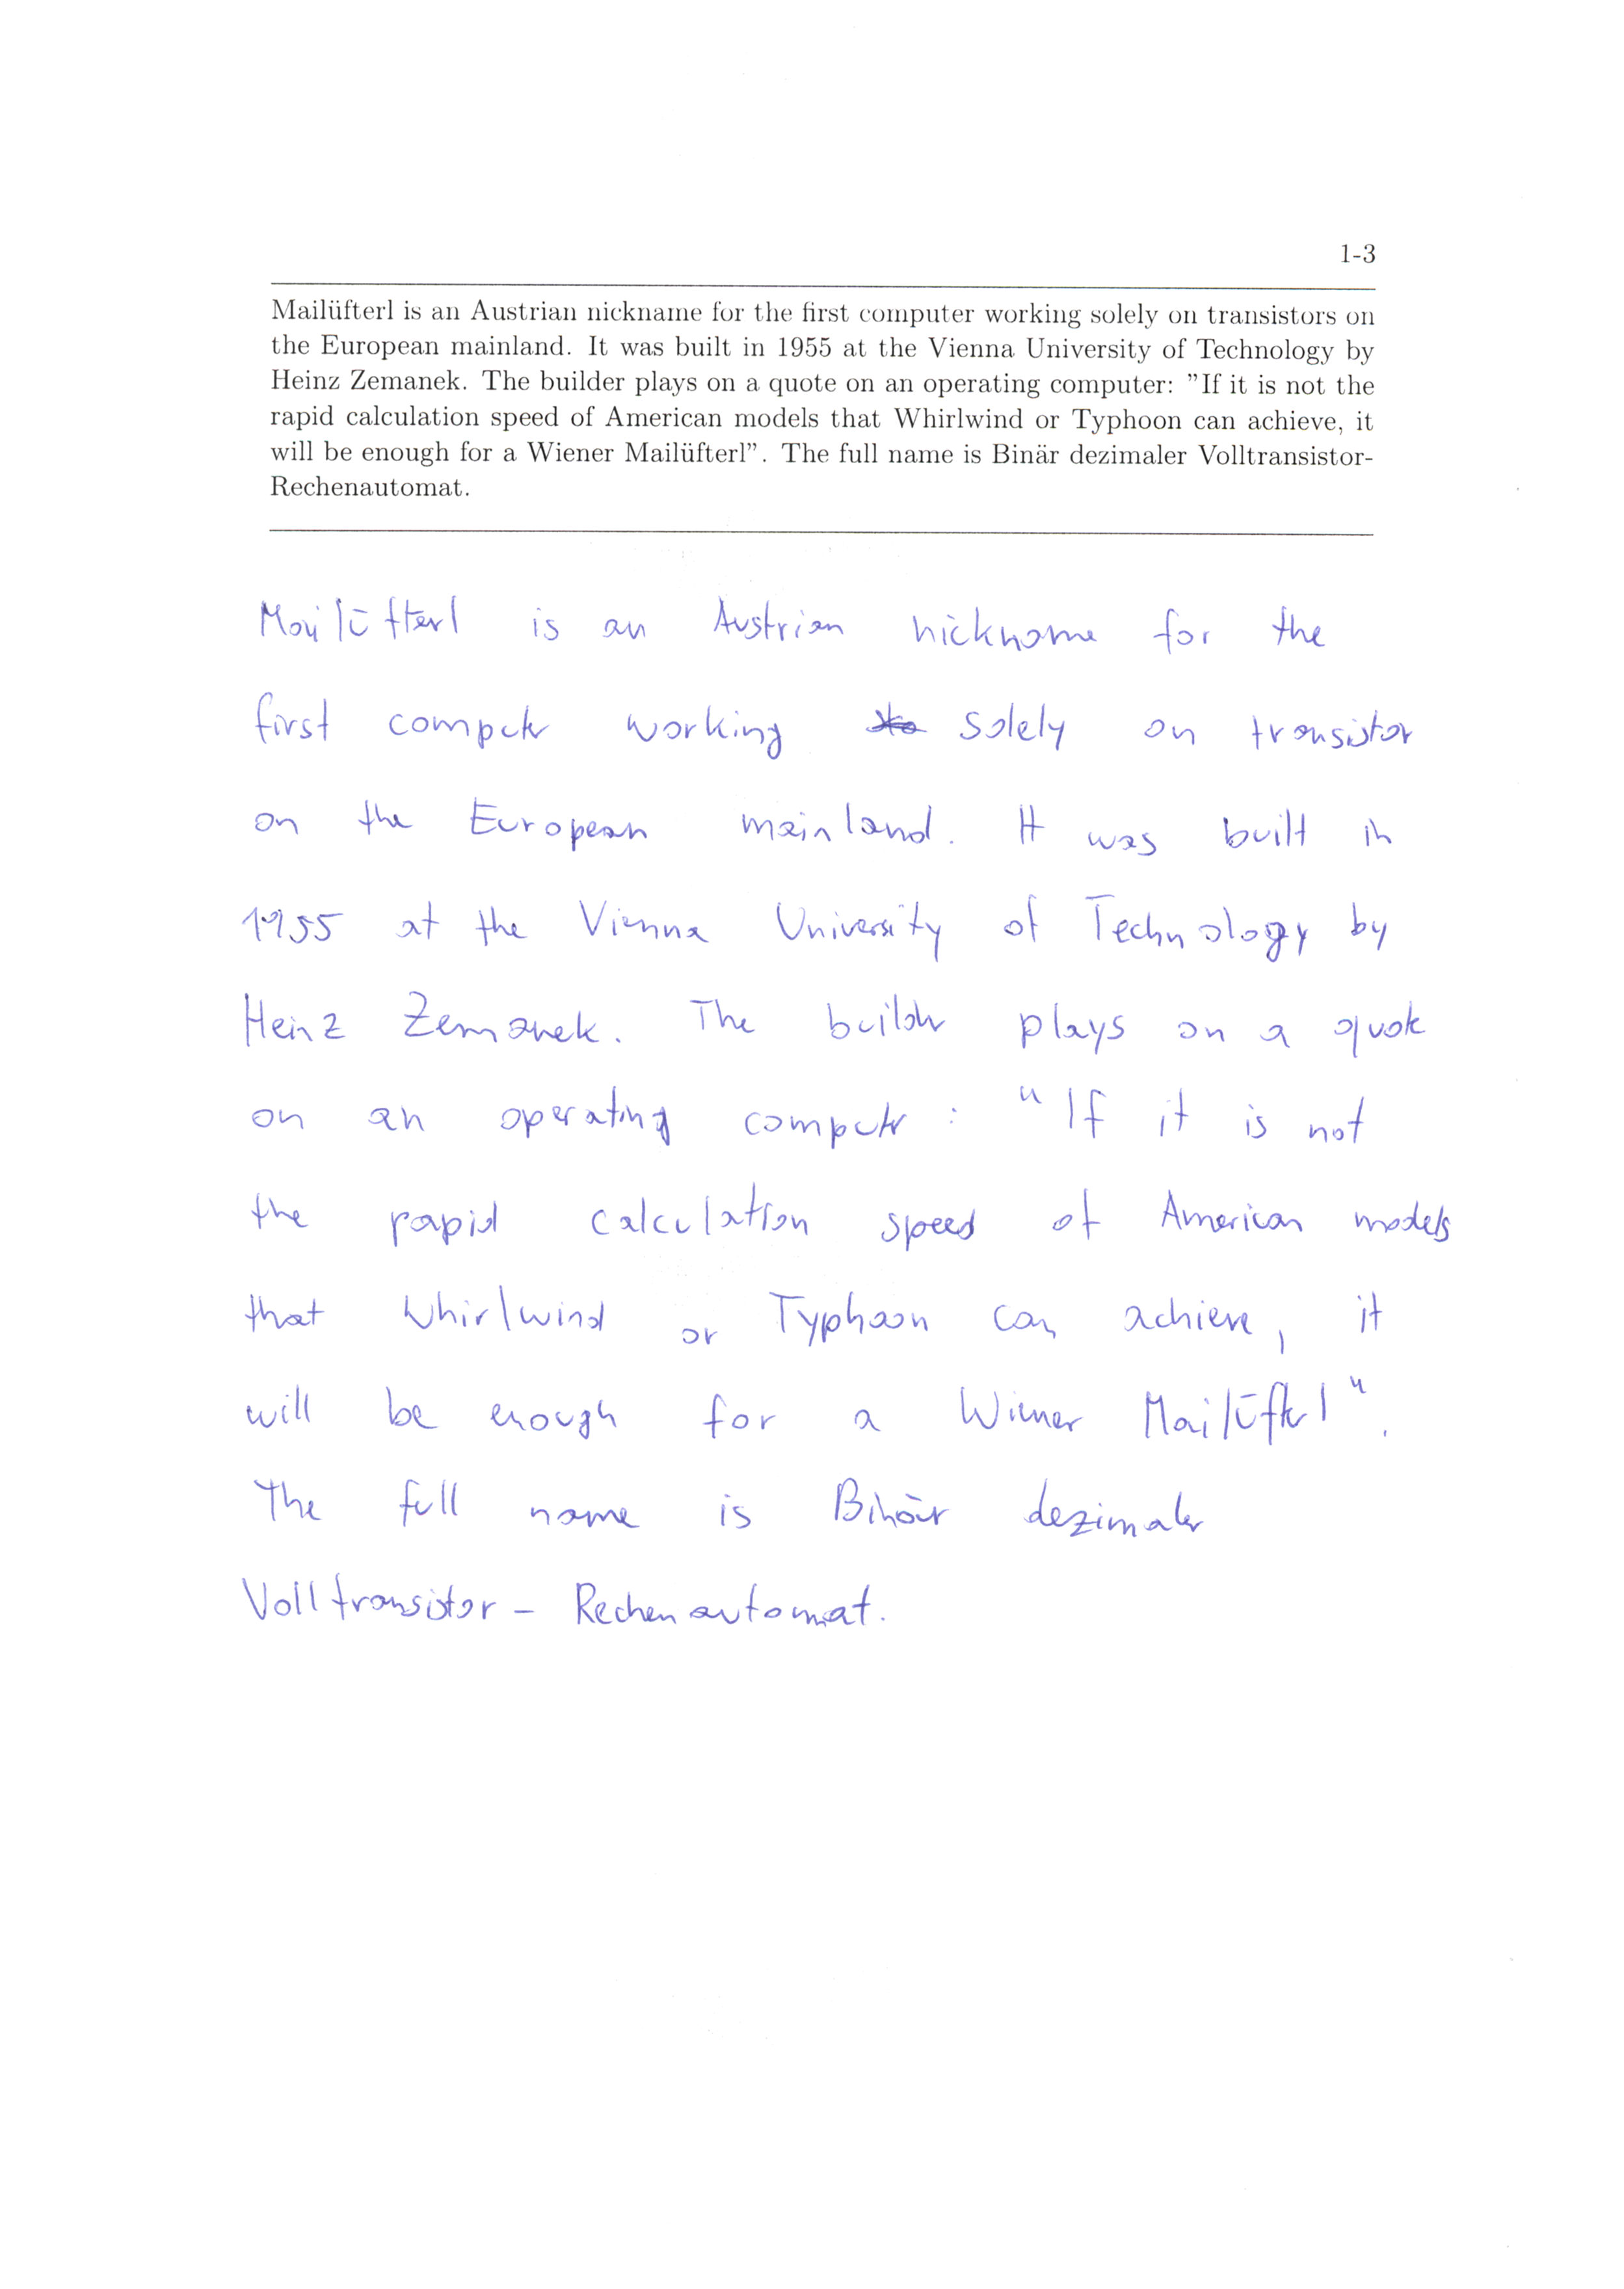 1-3
Mailüfterl is an Austrian nickname for the first computer working solely on transistors on
the European mainland. It was built in 1955 at the Vienna University of Technology by
Heinz Zemanek. The builder plays on a quote on an operating computer: "If it is not the
rapid calculation speed of American models that Whirlwind or Typhoon can achieve, it
will be enough for a Wiener Mailüfterl". The full name is Binär dezimaler Volltransistor-
Rechenautomat.
Mailüfterl is an Austrian nickname for the
first computer working solely on transistor
on the European mainland. It was built in
1955 at the Vienna University of Technology by
Heinz Zemanek. The builder plays on a quote
on an operating computer: "If it is not
the rapid calculation speed of American models
that Whirlwind or Typhoon can achieve, it
will be enough for a Wiener Mailüfterl".
The full name is Binär dezimaler
Volltransistor-Rechenautomat.